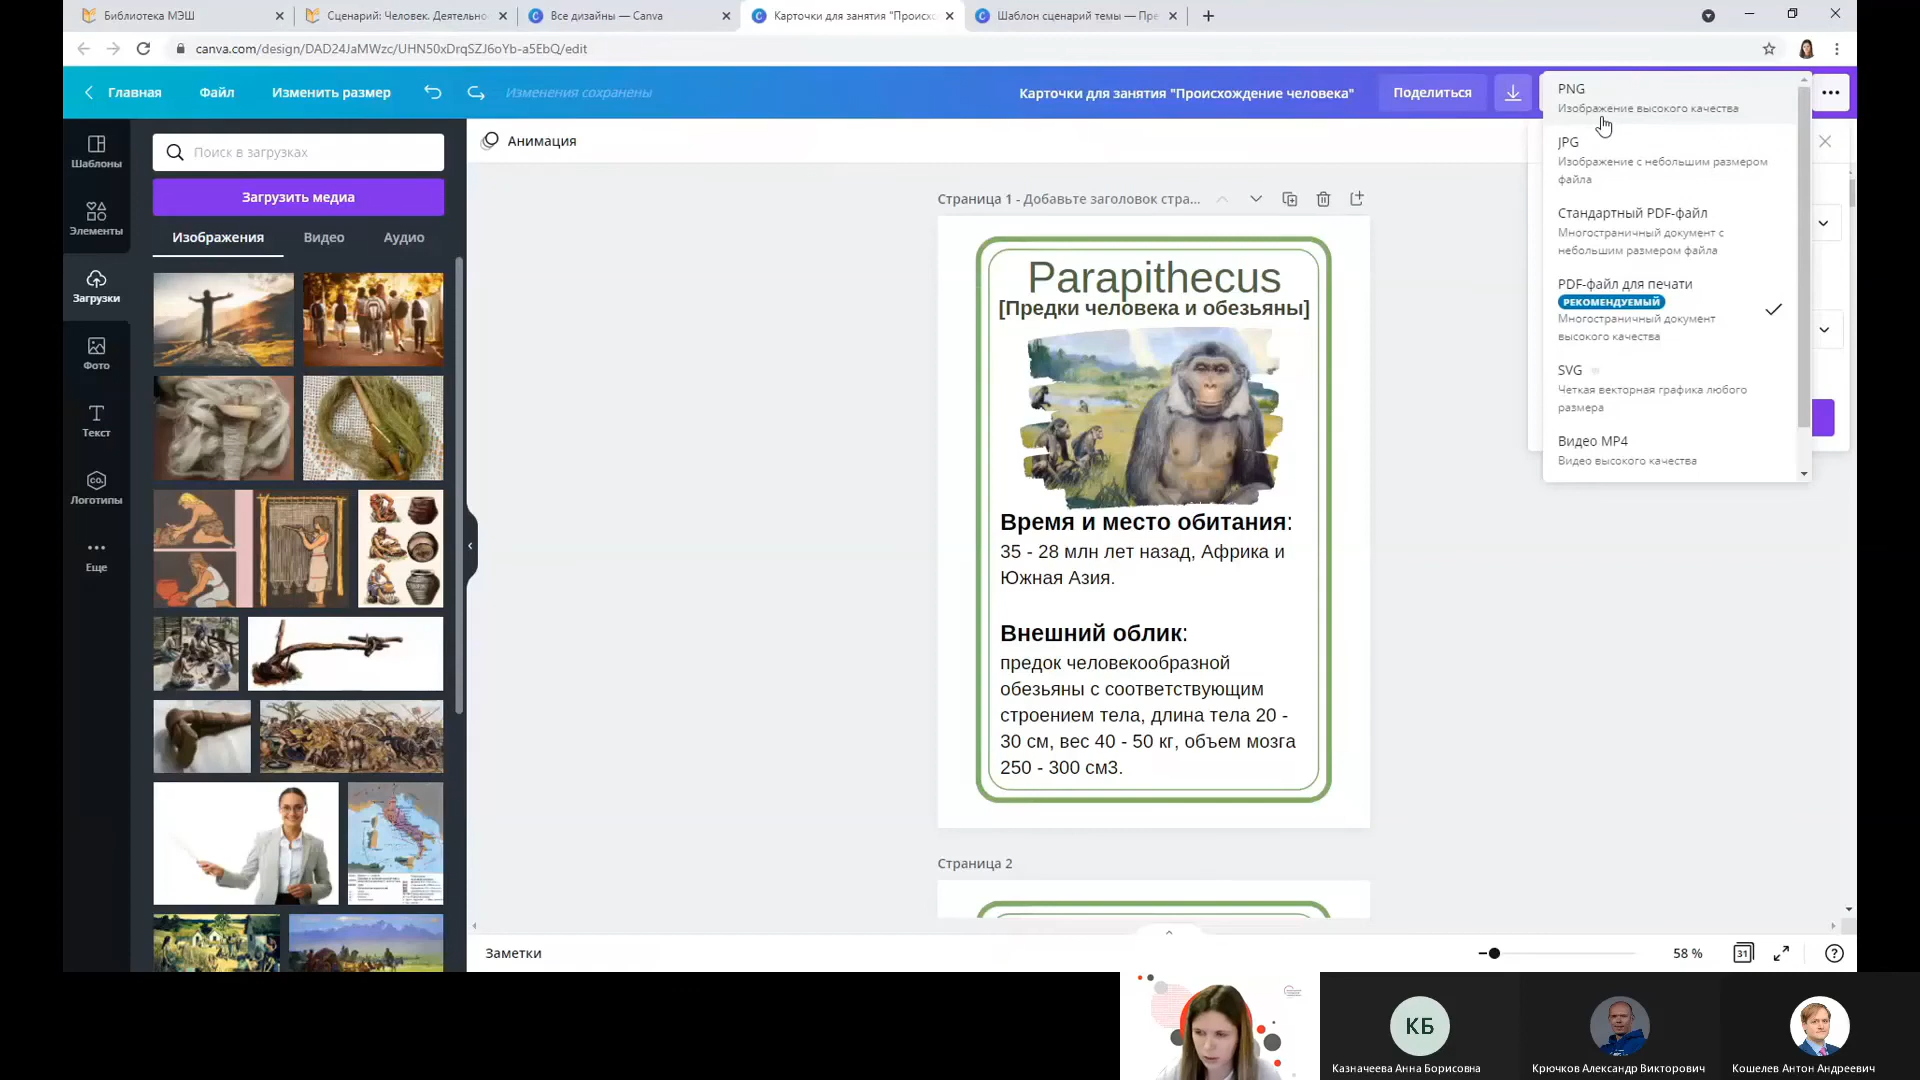 Библиотека МЭШ
Сценарий: Человек. Деятельно
Все дизайны — Canva
Карточки для занятия "Происхо
Шаблон сценарий темы — Пре
canva.com/design/DAD24JaMWzc/UHN50xDrqSZJ6oYb-a5EbQ/edit
Главная
Файл
Изменить размер
Изменения сохранены
Карточки для занятия "Происхождение человека"
Поделиться
Шаблоны
Элементы
Загрузки
Фото
Текст
CO.
Логотипы
Еще
Поиск в загрузках
Загрузить медиа
Изображения
Видео
Аудио
Анимация
Страница 1 - Добавьте заголовок стра...
Parapithecus
[Предки человека и обезьяны]
Время и место обитания:
35 - 28 млн лет назад, Африка и
Южная Азия.
Внешний облик:
предок человекообразной
обезьяны с соответствующим
строением тела, длина тела 20 -
30 см, вес 40 - 50 кг, объем мозга
250 - 300 см3.
Страница 2
PNG
Изображение высокого качества
JPG
Изображение с небольшим размером
файла
Стандартный PDF-файл
Многостраничный документ с
небольшим размером файла
PDF-файл для печати
РЕКОМЕНДУЕМЫЙ
Многостраничный документ
высокого качества
SVG
Четкая векторная графика любого
размера
Видео MP4
Видео высокого качества
Заметки
58 %
31
КБ
Казначеева Анна Борисовна
Крючков Александр Викторович
Кошелев Антон Андреевич